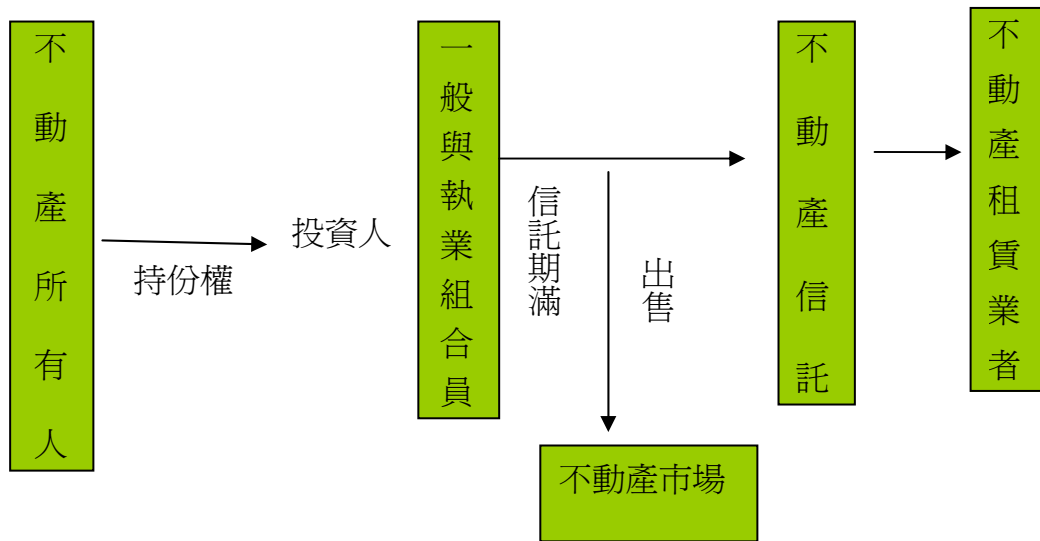 不動產所有人
持份權
投資人
一般與執業組合員
信託期滿
出售
不動產市場
不動產信託
不動產租賃業者